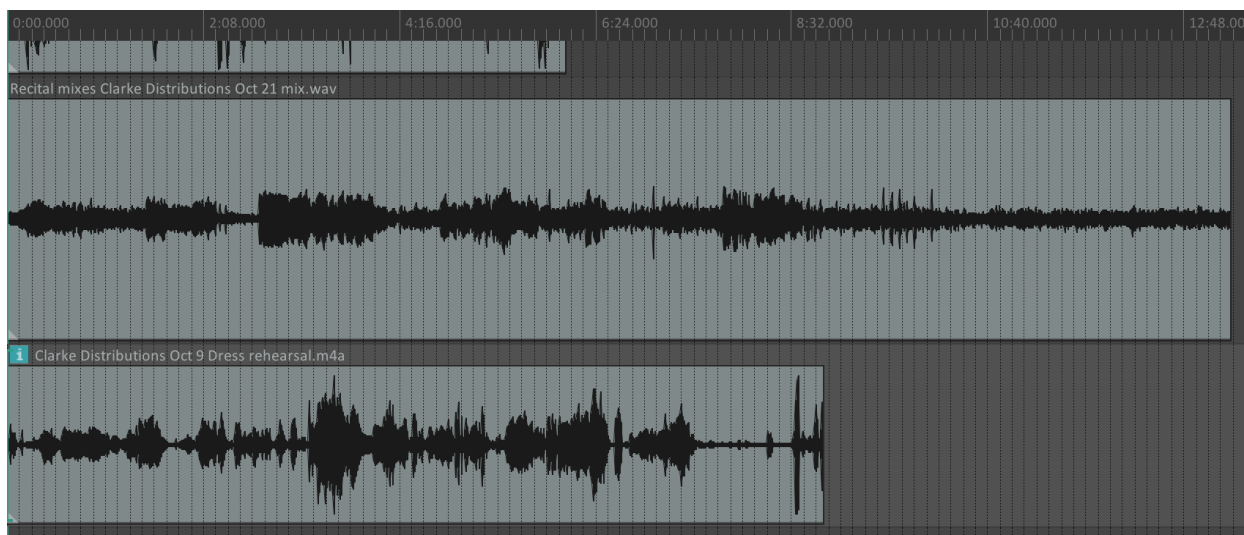 0:00.000 2:08.000 4:16.000 6:24.000 8:32.000 10:40.000 12:48.00
Recital mixes Clarke Distributions Oct 21 mix.wav
i Clarke Distributions Oct 9 Dress rehearsal.m4a